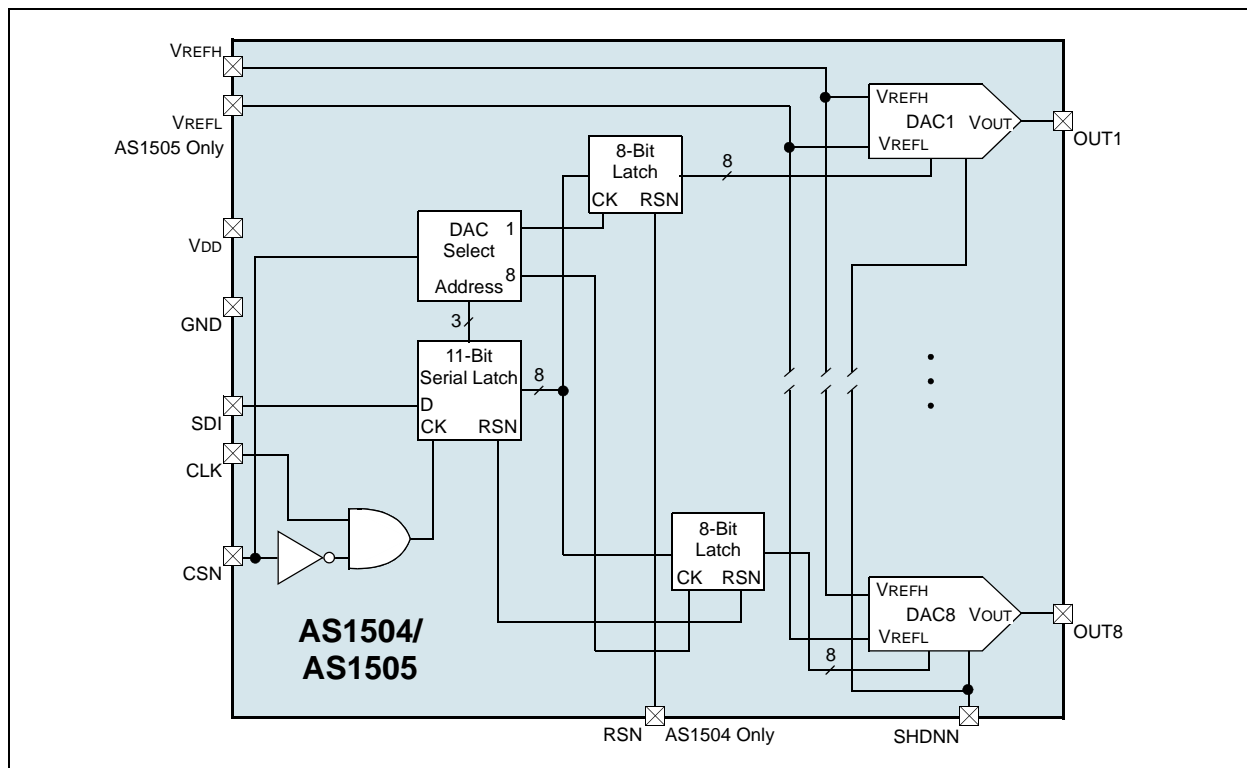 VREFH
VREFL
AS1505 Only
VDD
GND
SDI
CLK
CSN
DAC
Select
Address
1
8
3
11-Bit
Serial Latch
D
CK RSN
8
8-Bit
Latch
CK RSN
8
8-Bit
Latch
CK RSN
8
VREFH
DAC1 VOUT
VREFL
OUT1
VREFH
DAC8 VOUT
VREFL
OUT8
AS1504/
AS1505
RSN AS1504 Only
SHDNN